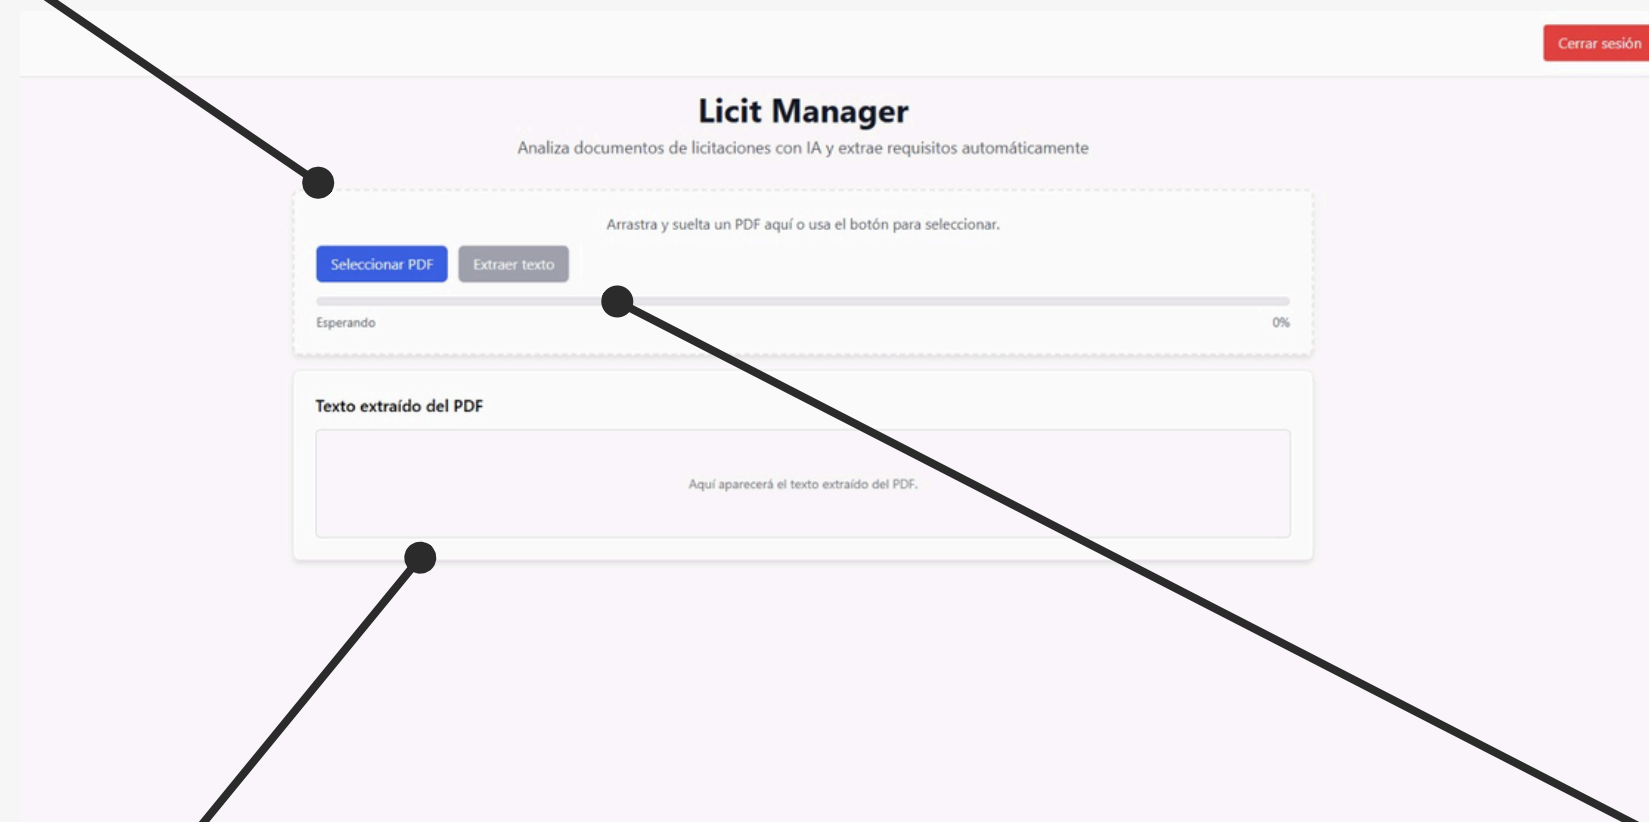 Cerrar sesión
Licit Manager
Analiza documentos de licitaciones con IA y extrae requisitos automáticamente
Arrastra y suelta un PDF aquí o usa el botón para seleccionar.
Seleccionar PDF
Extraer texto
Esperando
0%
Texto extraído del PDF
Aquí aparecerá el texto extraído del PDF.